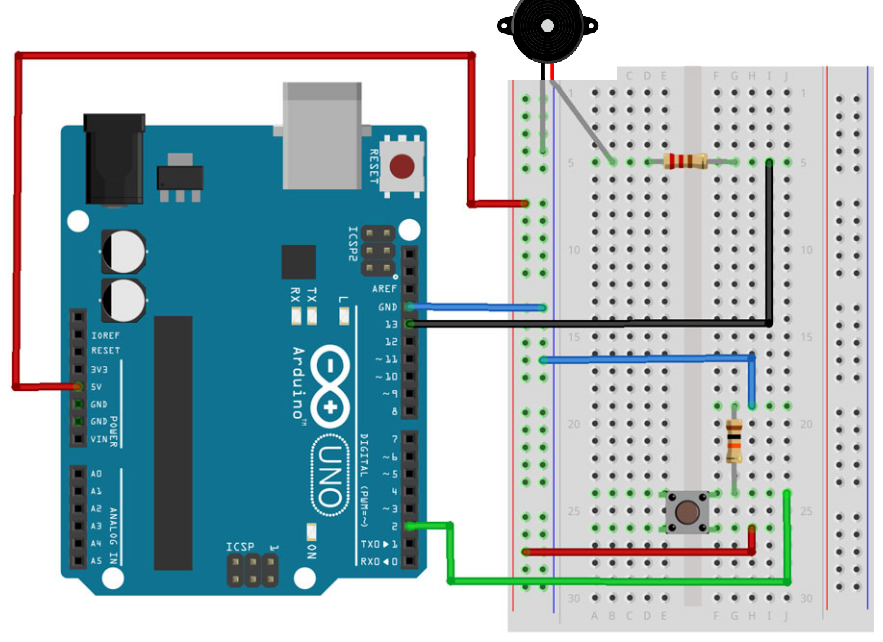 C D E F G H I J
1 1
5 5
10 10
15 15
20 20
25 25
30 30
A B C D E F G H I J
RESET
ICSP2
AREF
GND
13
12
~11
~10
~9
8
7
~6
~5
4
~3
2
TX0▶1
RX0◀0
DIGITAL (PWM=~)
RX
TX
L
Arduino™
UNO
ON
ICSP
1
IOREF
RESET
3V3
5V
GND
GND
VIN
POWER
A0
A1
A2
A3
A4
A5
ANALOG IN